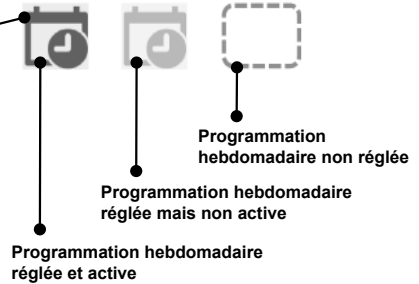 Programmation
hebdomadaire non réglée
Programmation hebdomadaire
réglée mais non active
Programmation hebdomadaire
réglée et active